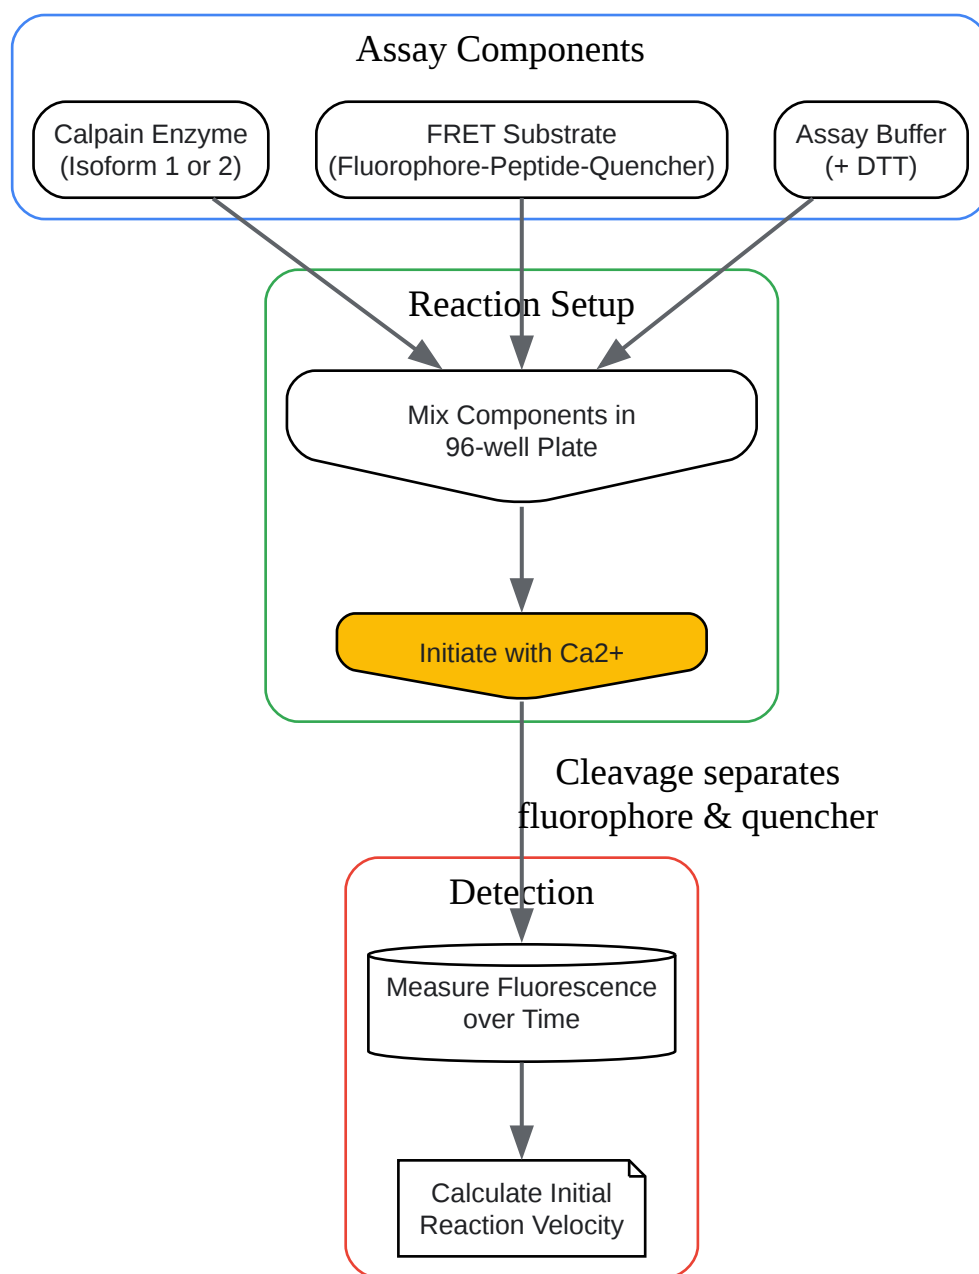 Assay Components
Calpain Enzyme
(Isoform 1 or 2)
FRET Substrate
(Fluorophore-Peptide-Quencher)
Assay Buffer
(+ DTT)
Reaction Setup
Mix Components in
96-well Plate
Initiate with Ca2+
Cleavage separates
fluorophore & quencher
Detection
Measure Fluorescence
over Time
Calculate Initial
Reaction Velocity